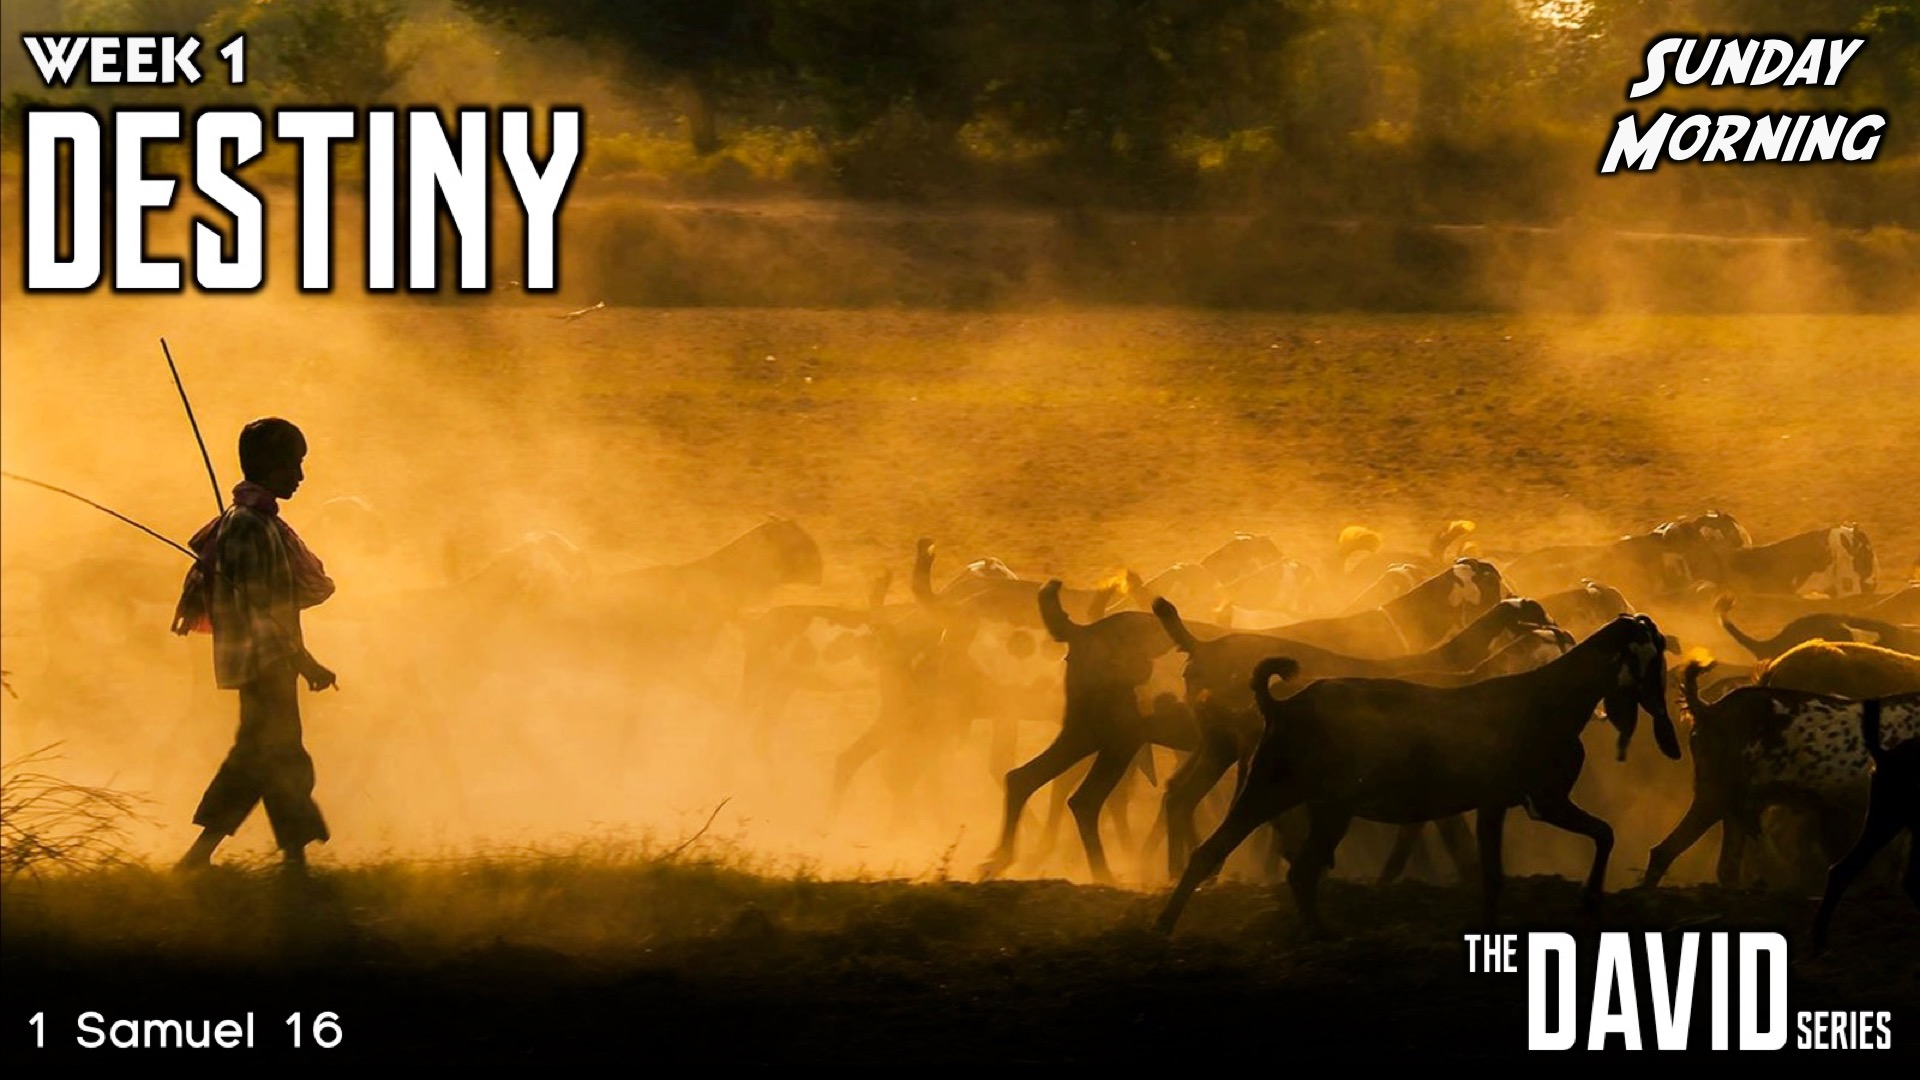 WEEK 1
DESTINY
SUNDAY
MORNING
1 Samuel 16
THE DAVID SERIES